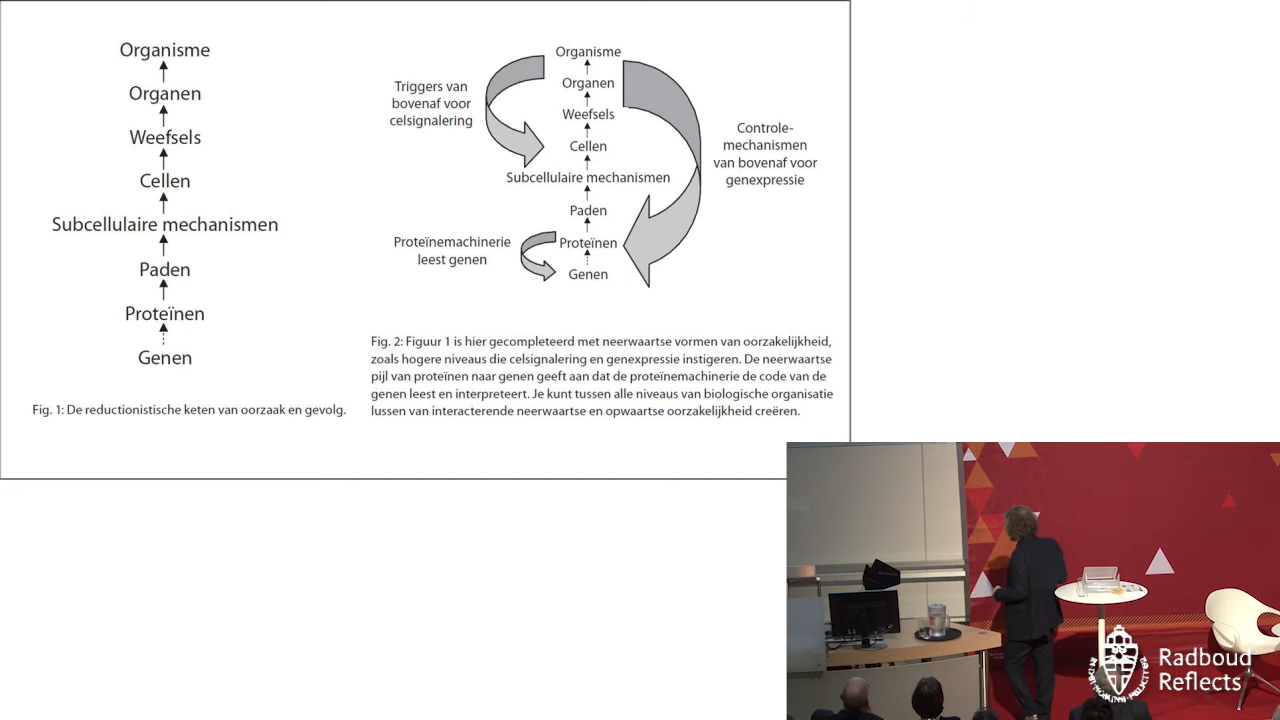 Organisme
Organen
Weefsels
Cellen
Subcellulaire mechanismen
Paden
Proteïnen
Genen
Fig. 1: De reductionistische keten van oorzaak en gevolg.
Organisme
Organen
Weefsels
Cellen
Subcellulaire mechanismen
Paden
Proteïnen
Genen
Triggers van
bovenaf voor
celsignalering
Controle-
mechanismen
van bovenaf voor
genexpressie
Proteïnemachinerie
leest genen
Fig. 2: Figuur 1 is hier gecompleteerd met neerwaartse vormen van oorzakelijkheid,
zoals hogere niveaus die celsignalering en genexpressie instigeren. De neerwaartse
pijl van proteïnen naar genen geeft aan dat de proteïnemachinerie de code van de
genen leest en interpreteert. Je kunt tussen alle niveaus van biologische organisatie
lussen van interacterende neerwaartse en opwaartse oorzakelijkheid creëren.
Radboud
Reflects